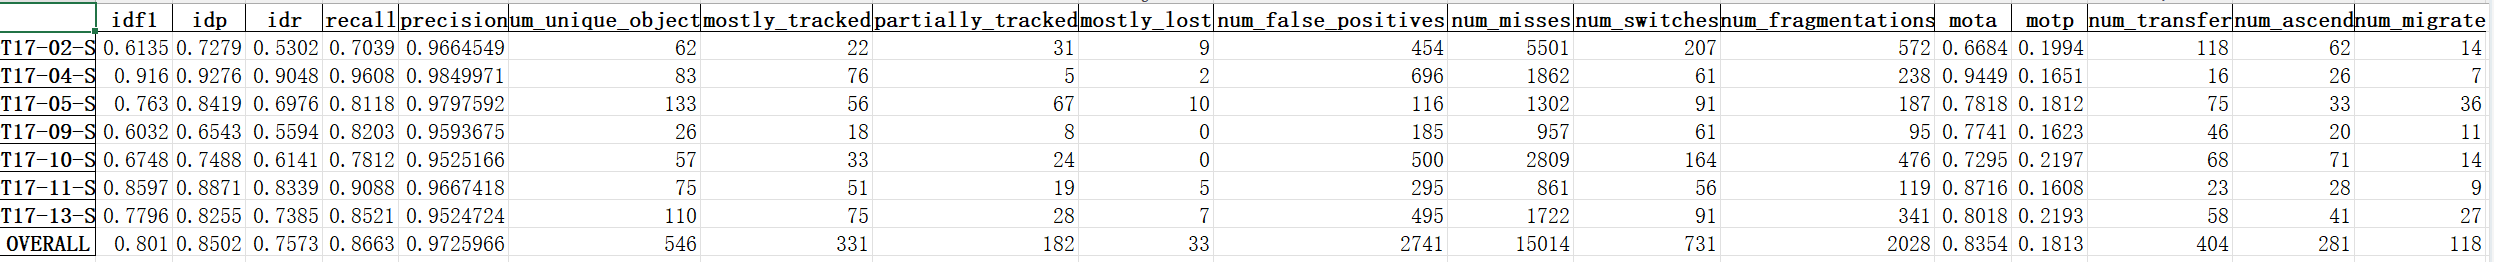 idf1 idp idr recall precision um_unique_object mostly_tracked partially_tracked mostly_lost num_false_positives num_misses num_switches num_fragmentations mota motp num_transfer num_ascend num_migrate
T17-02-S 0.6135 0.7279 0.5302 0.7039 0.9664549 62 22 31 9 454 5501 207 572 0.6684 0.1994 118 62 14
T17-04-S 0.916 0.9276 0.9048 0.9608 0.9849971 83 76 5 2 696 1862 61 238 0.9449 0.1651 16 26 7
T17-05-S 0.763 0.8419 0.6976 0.8118 0.9797592 133 56 67 10 116 1302 91 187 0.7818 0.1812 75 33 36
T17-09-S 0.6032 0.6543 0.5594 0.8203 0.9593675 26 18 8 0 185 957 61 95 0.7741 0.1623 46 20 11
T17-10-S 0.6748 0.7488 0.6141 0.7812 0.9525166 57 33 24 0 500 2809 164 476 0.7295 0.2197 68 71 14
T17-11-S 0.8597 0.8871 0.8339 0.9088 0.9667418 75 51 19 5 295 861 56 119 0.8716 0.1608 23 28 9
T17-13-S 0.7796 0.8255 0.7385 0.8521 0.9524724 110 75 28 7 495 1722 91 341 0.8018 0.2193 58 41 27
OVERALL 0.801 0.8502 0.7573 0.8663 0.9725966 546 331 182 33 2741 15014 731 2028 0.8354 0.1813 404 281 118